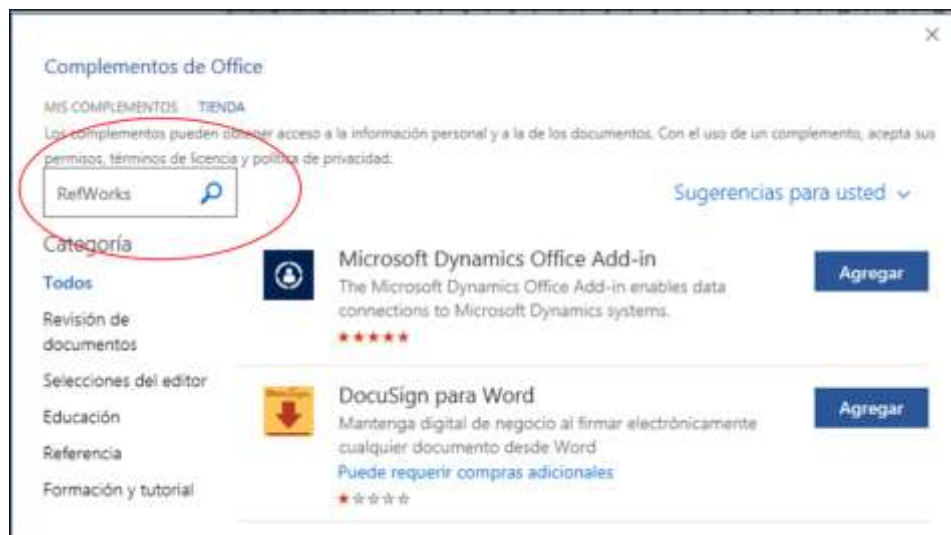 Complementos de Office
MIS COMPLEMENTOS TIENDA
Los complementos pueden obtener acceso a la información personal y a la de los documentos. Con el uso de un complemento, acepta sus
permisos, términos de licencia y política de privacidad.
RefWorks
Sugerencias para usted
Categoría
Todos
Revisión de
documentos
Selecciones del editor
Educación
Referencia
Formación y tutorial
Microsoft Dynamics Office Add-in
The Microsoft Dynamics Office Add-in enables data
connections to Microsoft Dynamics systems.
Agregar
DocuSign para Word
Mantenga digital de negocio al firmar electrónicamente
cualquier documento desde Word
Puede requerir compras adicionales
Agregar